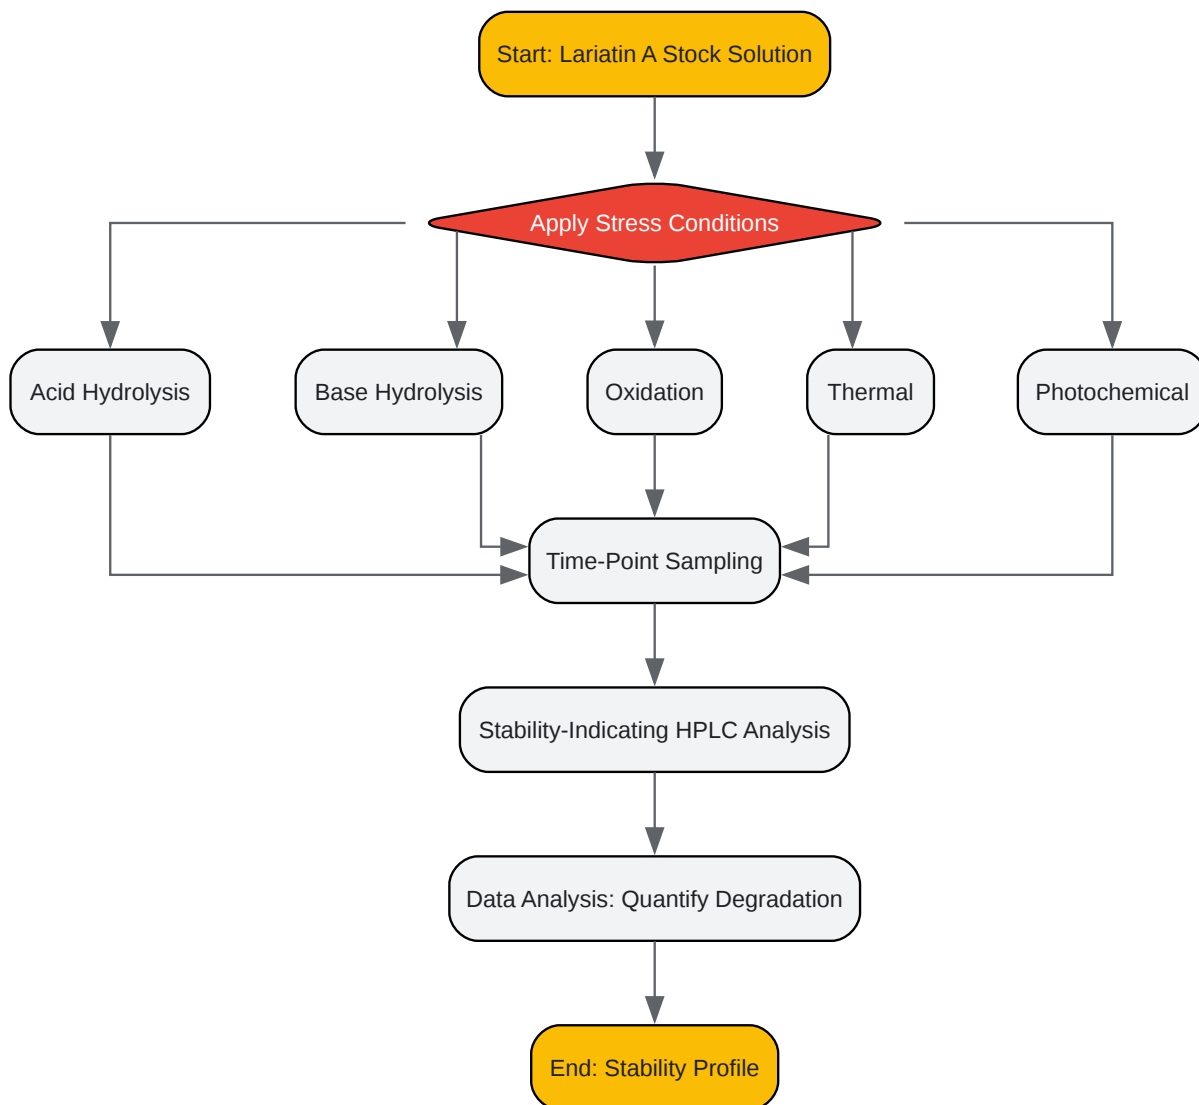 Start: Lariatin A Stock Solution
Apply Stress Conditions
Acid Hydrolysis
Base Hydrolysis
Oxidation
Thermal
Photochemical
Time-Point Sampling
Stability-Indicating HPLC Analysis
Data Analysis: Quantify Degradation
End: Stability Profile